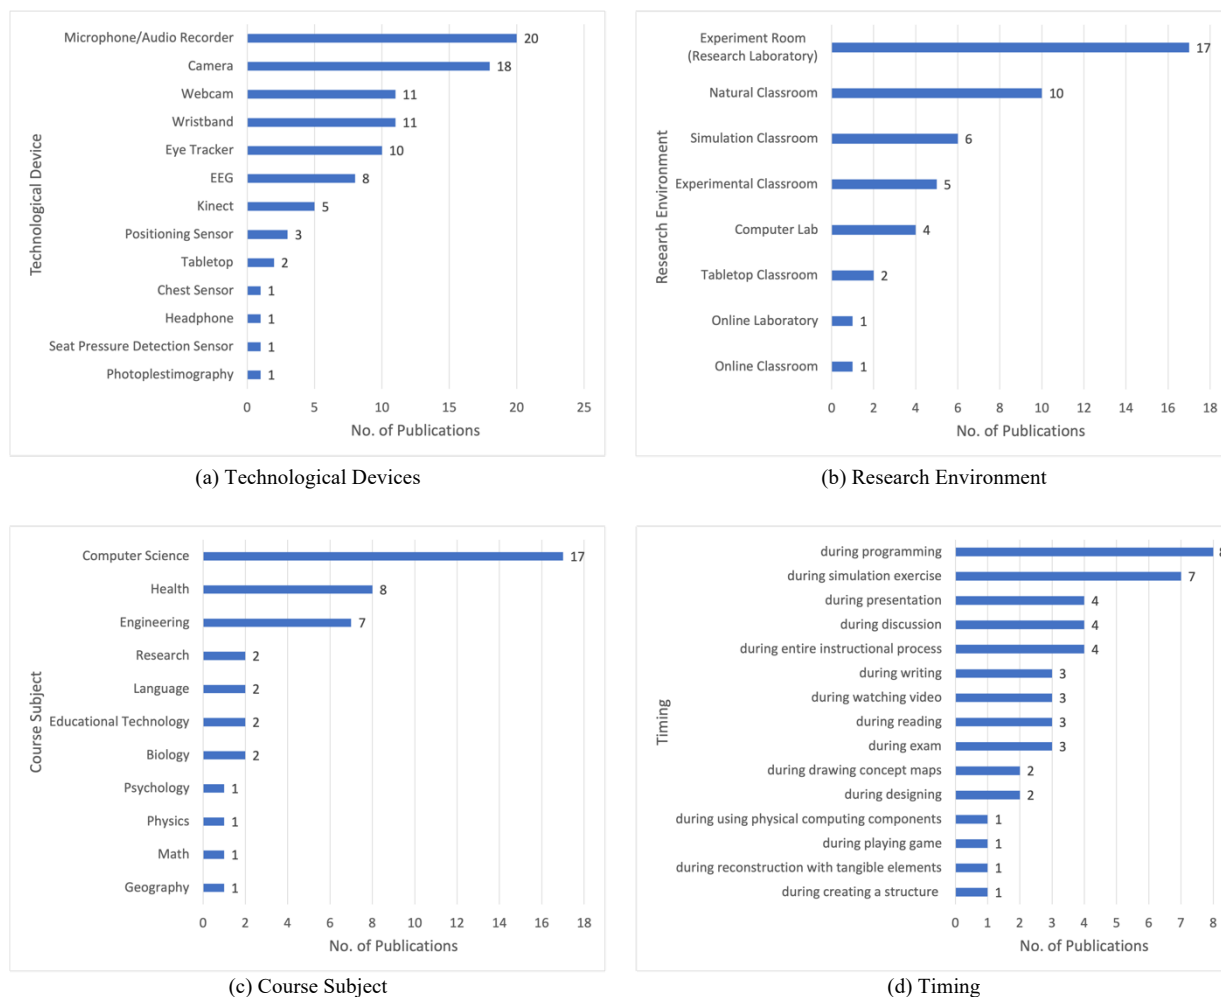 Microphone/Audio Recorder 20
Camera 18
Webcam 11
Wristband 11
Eye Tracker 10
EEG 8
Kinect 5
Positioning Sensor 3
Tabletop 2
Chest Sensor 1
Headphone 1
Seat Pressure Detection Sensor 1
Photoplestimography 1
0 5 10 15 20 25
No. of Publications
Technological Device
(a) Technological Devices
Experiment Room
(Research Laboratory) 17
Natural Classroom 10
Simulation Classroom 6
Experimental Classroom 5
Computer Lab 4
Tabletop Classroom 2
Online Laboratory 1
Online Classroom 1
0 2 4 6 8 10 12 14 16 18
No. of Publications
Research Environment
(b) Research Environment
Computer Science 17
Health 8
Engineering 7
Research 2
Language 2
Educational Technology 2
Biology 2
Psychology 1
Physics 1
Math 1
Geography 1
0 2 4 6 8 10 12 14 16 18
No. of Publications
Course Subject
(c) Course Subject
during programming 8
during simulation exercise 7
during presentation 4
during discussion 4
during entire instructional process 4
during writing 3
during watching video 3
during reading 3
during exam 3
during drawing concept maps 2
during designing 2
during using physical computing components 1
during playing game 1
during reconstruction with tangible elements 1
during creating a structure 1
0 1 2 3 4 5 6 7 8
No. of Publications
Timing
(d) Timing